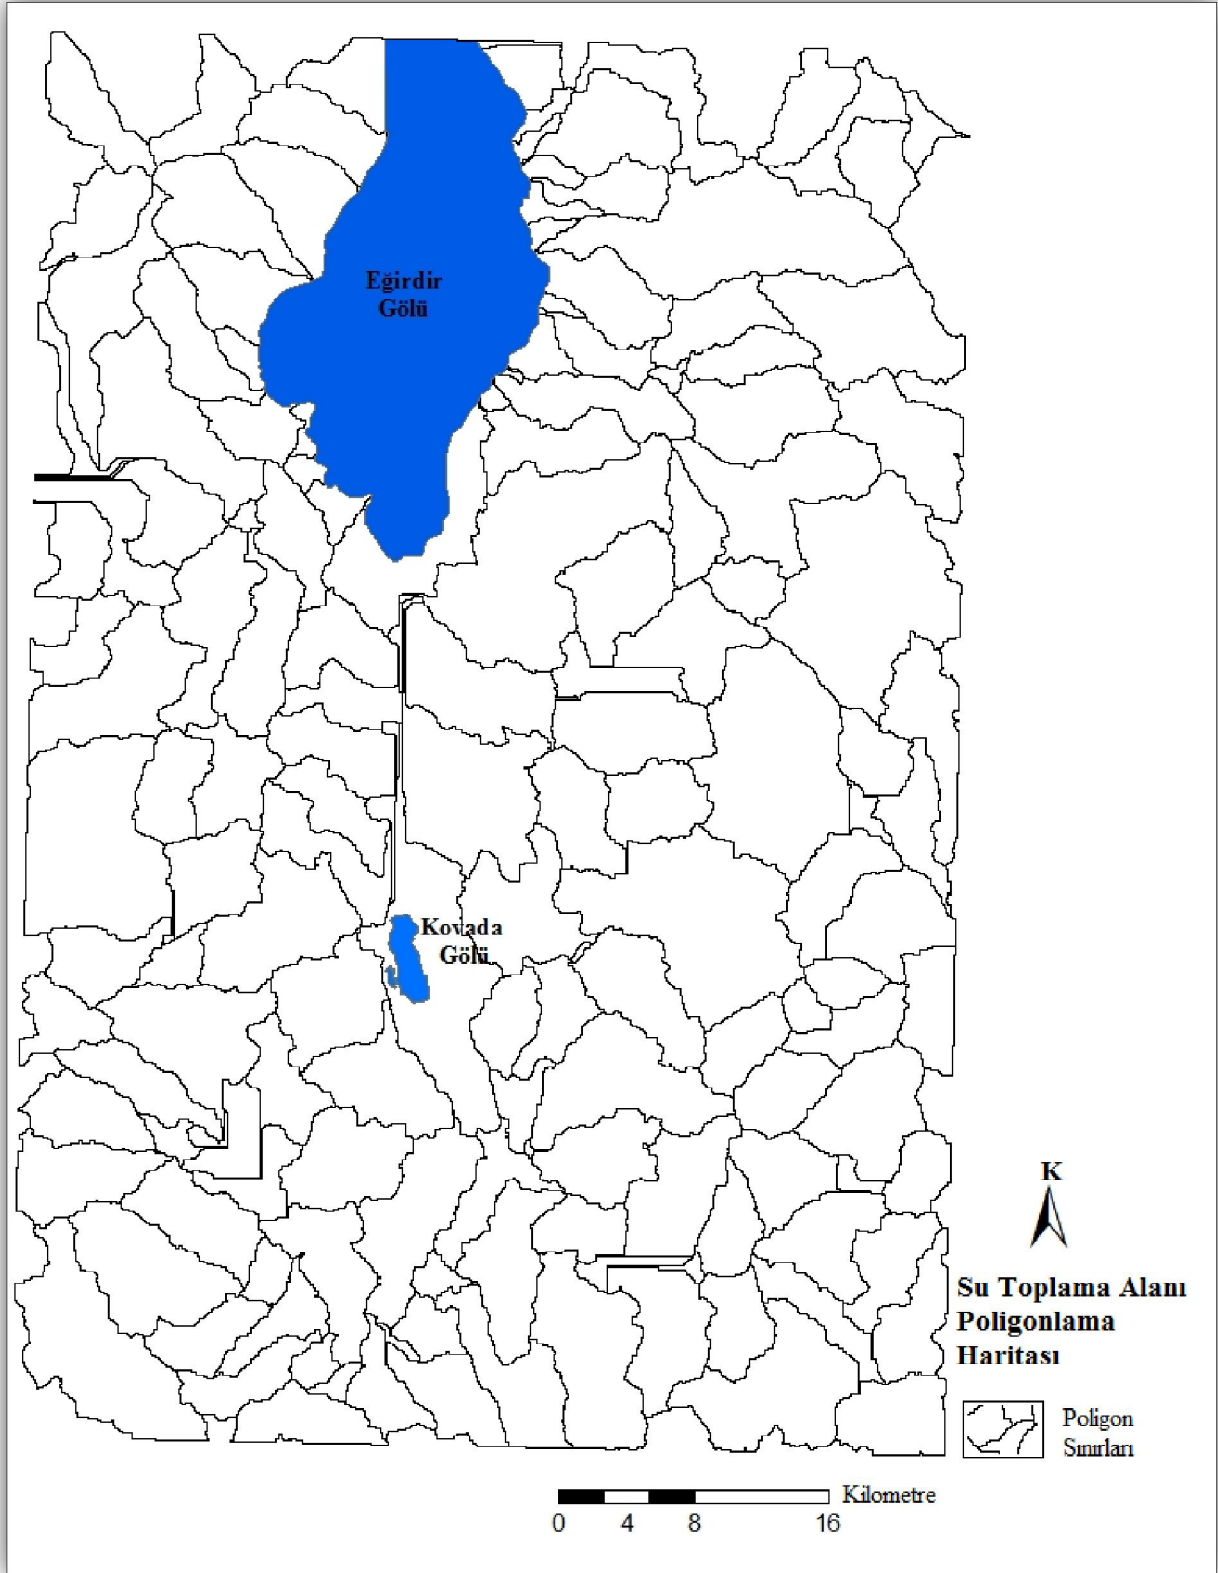 Eğirdir
Gölü
Kovada
Gölü
K
Su Toplama Alanı
Poligonlama
Haritası
Poligon
Sınırları
Kilometre
0 4 8 16